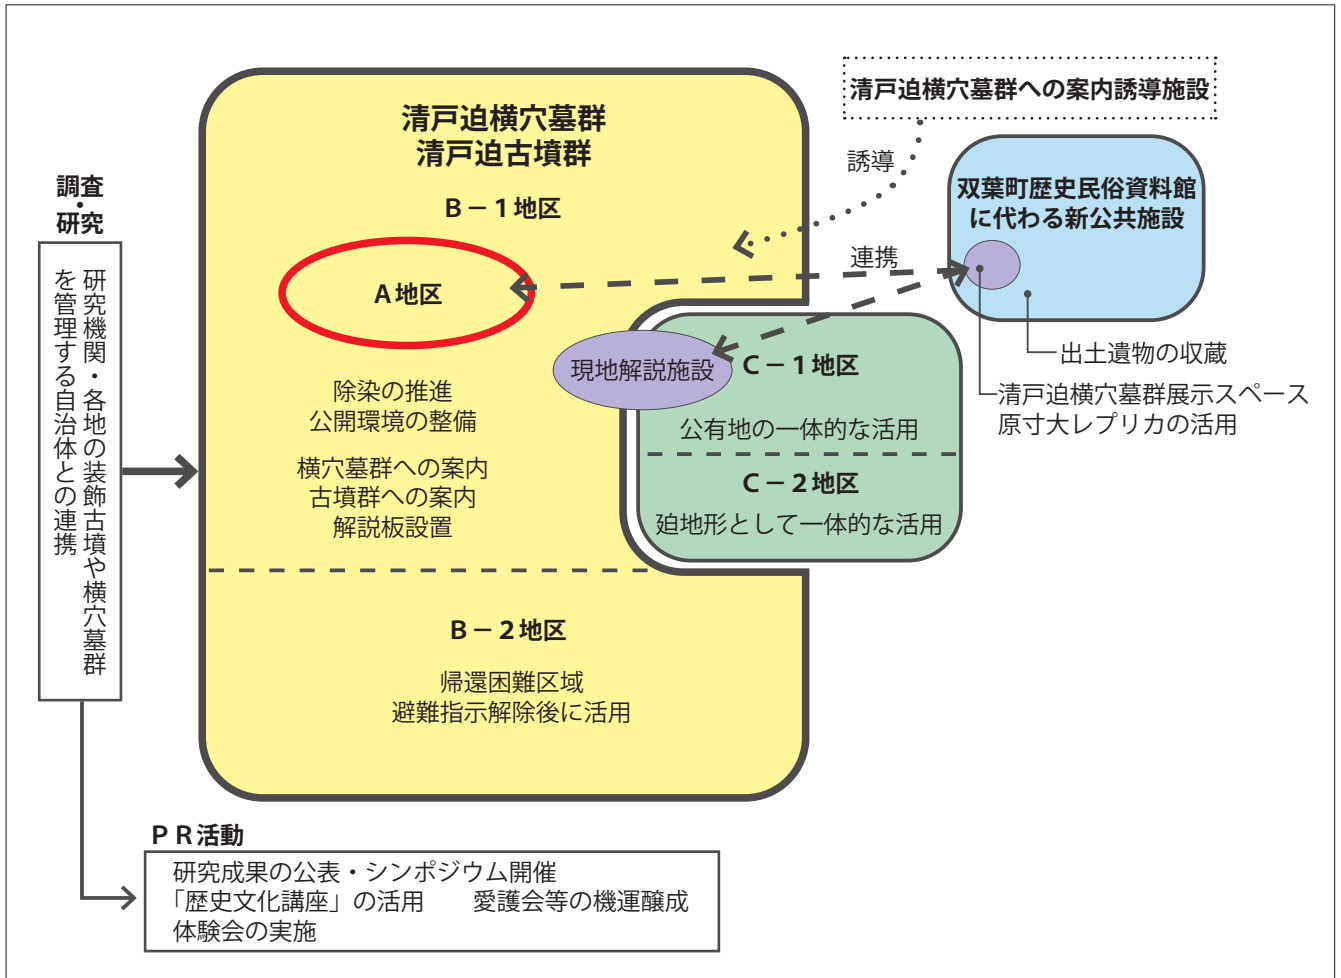 清戸迫横穴墓群への案内誘導施設
清戸迫横穴墓群
清戸迫古墳群
誘導
双葉町歴史民俗資料館
に代わる新公共施設
調査・研究
B－1地区
連携
研究機関・各地の装飾古墳や横穴墓群
を管理する自治体との連携
A地区
出土遺物の収蔵
現地解説施設
C－1地区
清戸迫横穴墓群展示スペース
原寸大レプリカの活用
除染の推進
公開環境の整備
公有地の一体的な活用
横穴墓群への案内
古墳群への案内
解説板設置
C－2地区
廹地形として一体的な活用
B－2地区
帰還困難区域
避難指示解除後に活用
ＰＲ活動
研究成果の公表・シンポジウム開催
「歴史文化講座」の活用　　愛護会等の機運醸成
体験会の実施